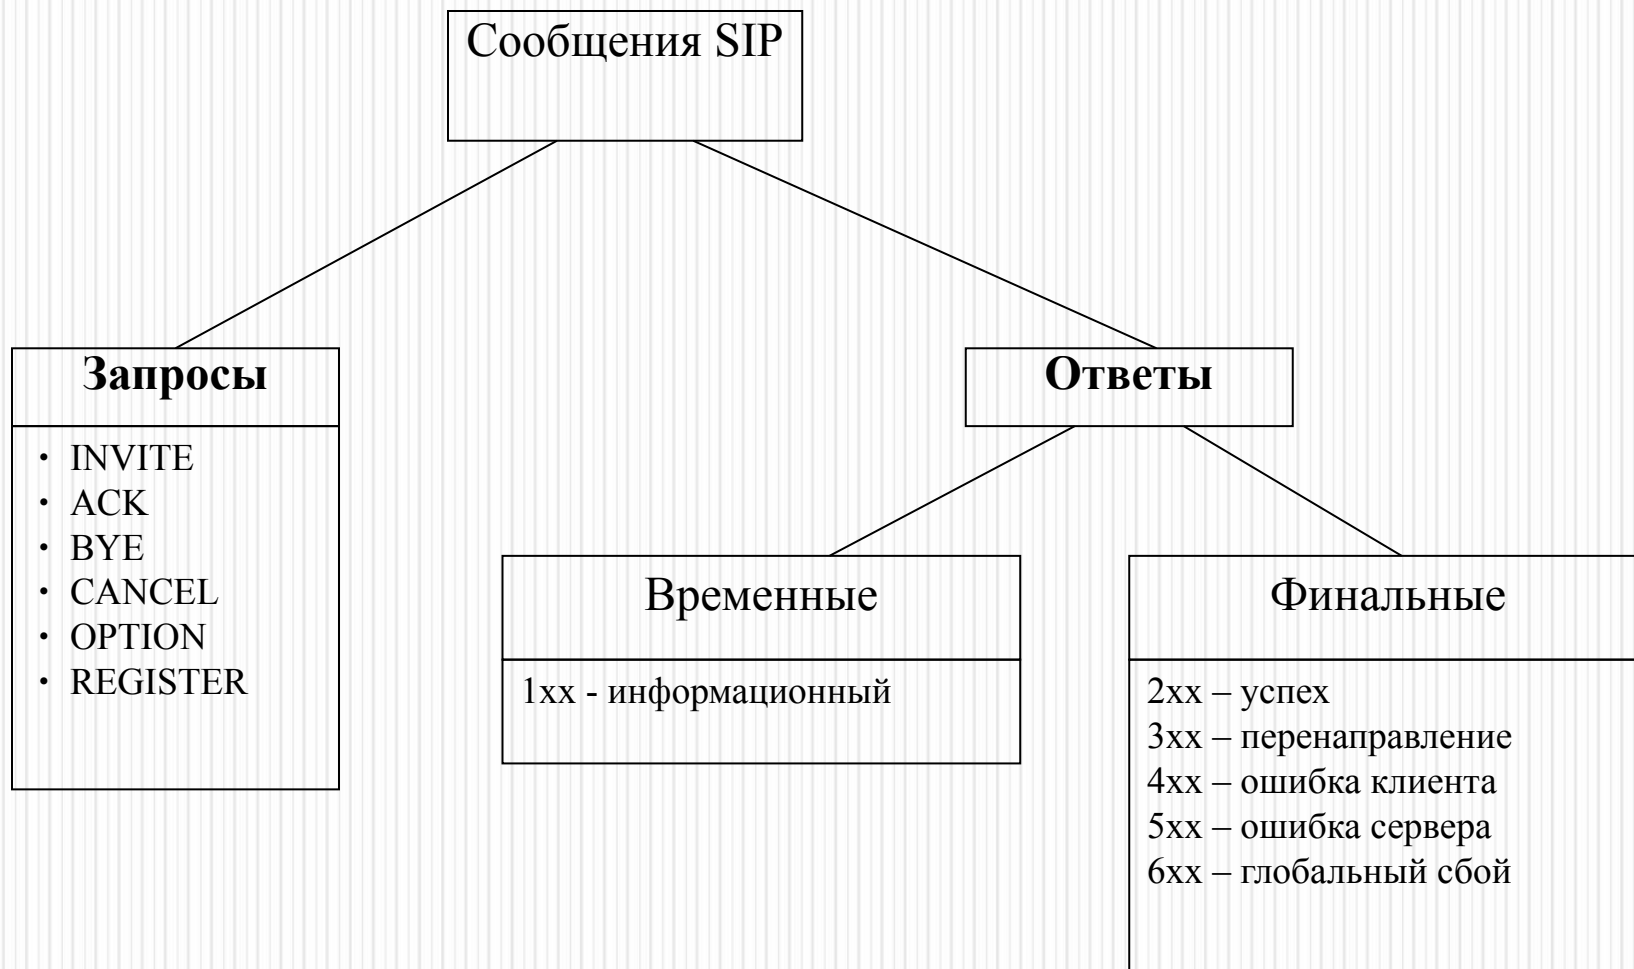 Сообщения SIP
Запросы
• INVITE
• ACK
• BYE
• CANCEL
• OPTION
• REGISTER
Ответы
Временные
1xx - информационный
Финальные
2xx – успех
3xx – перенаправление
4xx – ошибка клиента
5xx – ошибка сервера
6xx – глобальный сбой